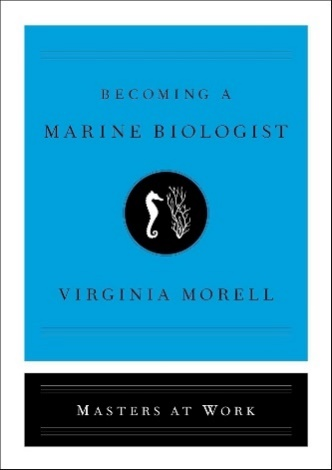 BECOMING A
MARINE BIOLOGIST
VIRGINIA MORELL
MASTERS AT WORK